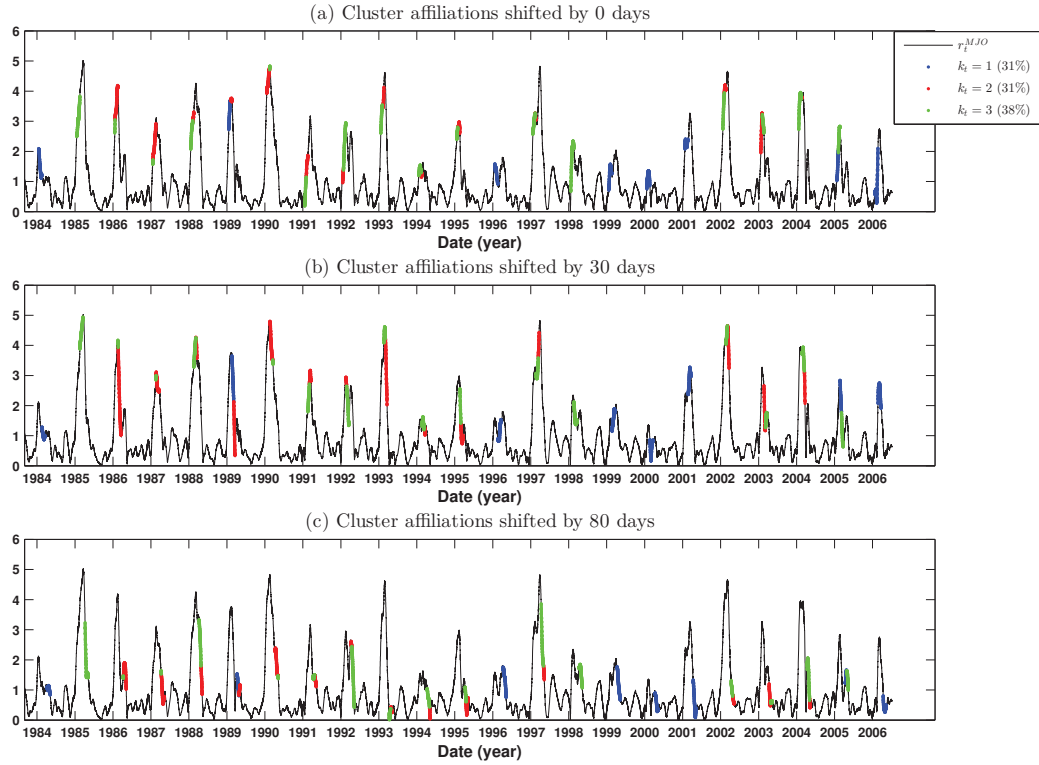 (a) Cluster affiliations shifted by 0 days
6
5
4
3
2
1
0
1984 1985 1986 1987 1988 1989 1990 1991 1992 1993 1994 1995 1996 1997 1998 1999 2000 2001 2002 2003 2004 2005 2006
Date (year)
r_t^{MJO}
k_t = 1 (31%)
k_t = 2 (31%)
k_t = 3 (38%)
(b) Cluster affiliations shifted by 30 days
6
5
4
3
2
1
0
1984 1985 1986 1987 1988 1989 1990 1991 1992 1993 1994 1995 1996 1997 1998 1999 2000 2001 2002 2003 2004 2005 2006
Date (year)
(c) Cluster affiliations shifted by 80 days
6
5
4
3
2
1
0
1984 1985 1986 1987 1988 1989 1990 1991 1992 1993 1994 1995 1996 1997 1998 1999 2000 2001 2002 2003 2004 2005 2006
Date (year)